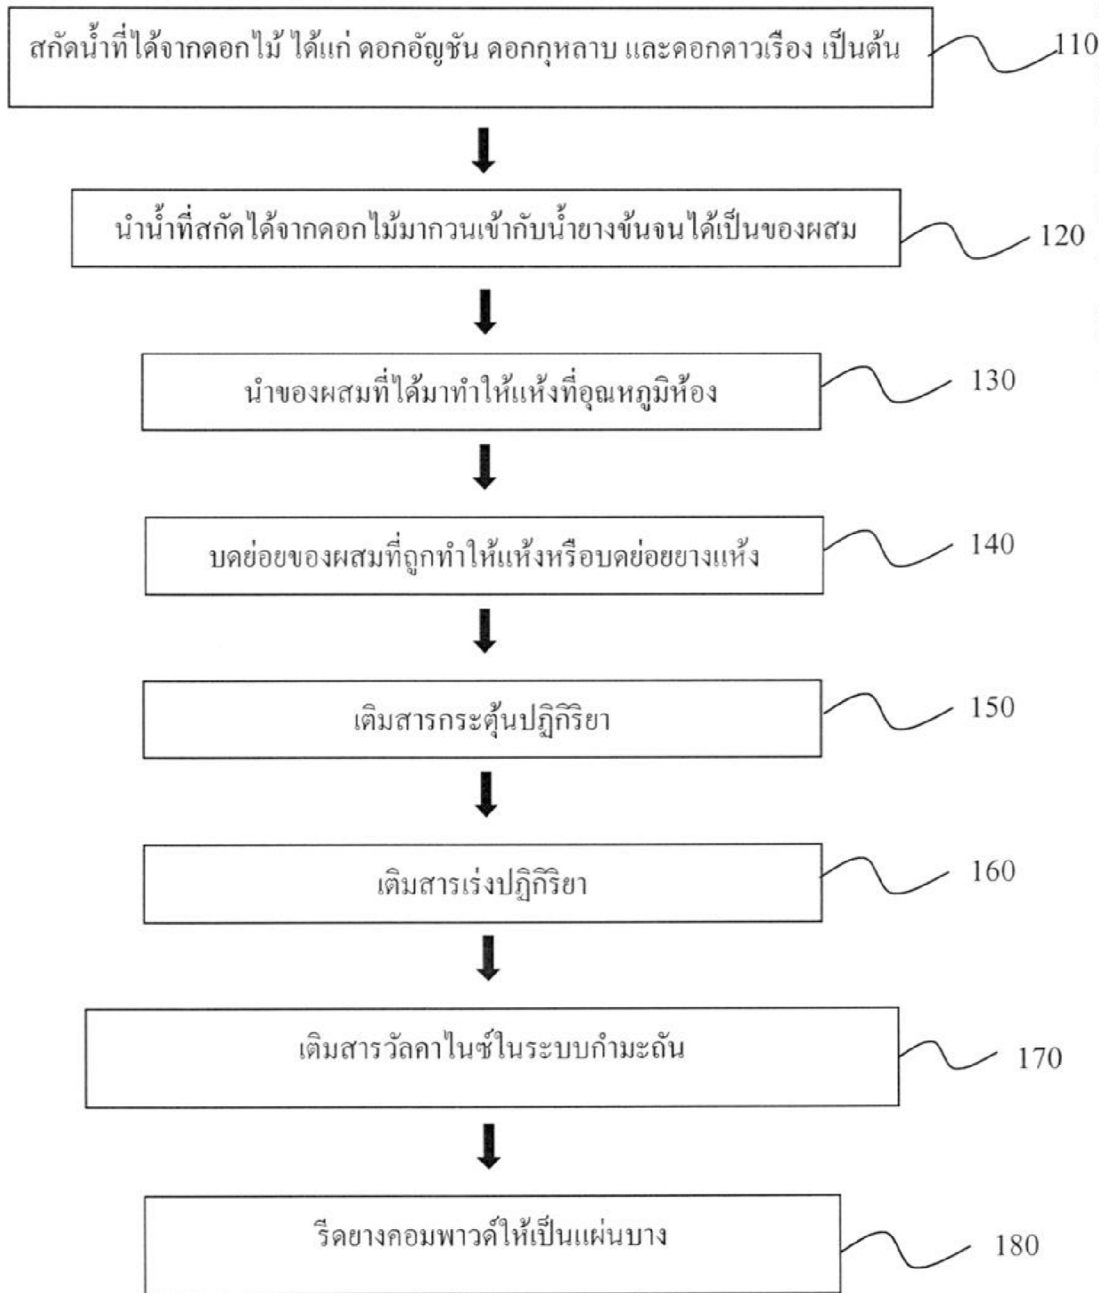 สกัดน้ำที่ได้จากดอกไม้ ได้แก่ ดอกอัญชัน ดอกกุหลาบ และดอกดาวเรือง เป็นต้น
110
นำน้ำที่สกัดได้จากดอกไม้มากวนเข้ากับน้ำยางข้นจนได้เป็นของผสม
120
นำของผสมที่ได้มาทำให้แห้งที่อุณหภูมิห้อง
130
บดย่อยของผสมที่ถูกทำให้แห้งหรือบดย่อยยางแห้ง
140
เติมสารกระตุ้นปฏิกิริยา
150
เติมสารเร่งปฏิกิริยา
160
เติมสารวัลคาไนซ์ในระบบกำมะถัน
170
รีดยางคอมพาวด์ให้เป็นแผ่นบาง
180